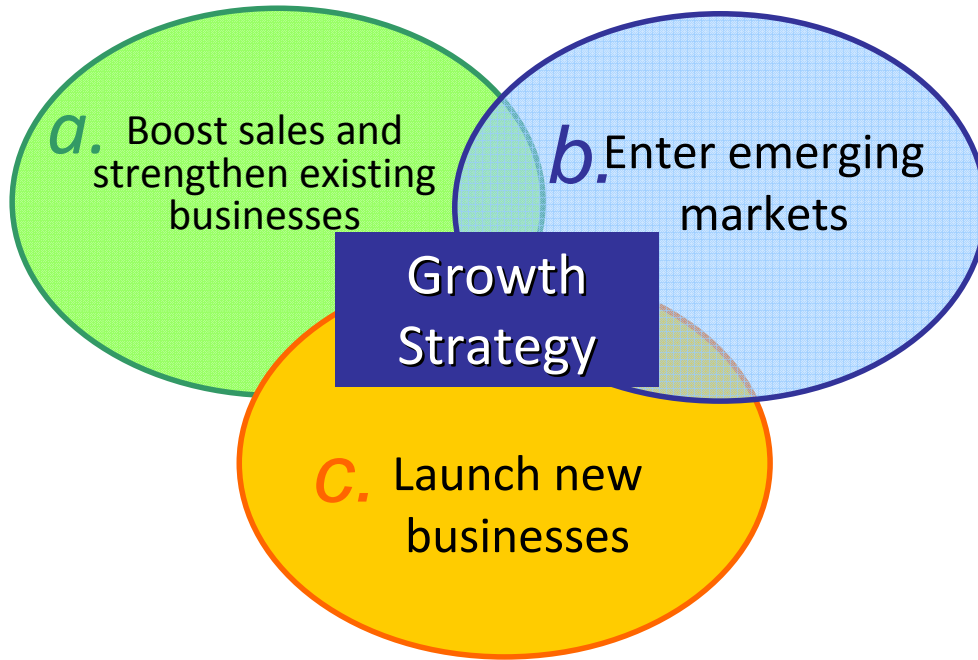 a. Boost sales and
strengthen existing
businesses
b. Enter emerging
markets
Growth
Strategy
c. Launch new
businesses